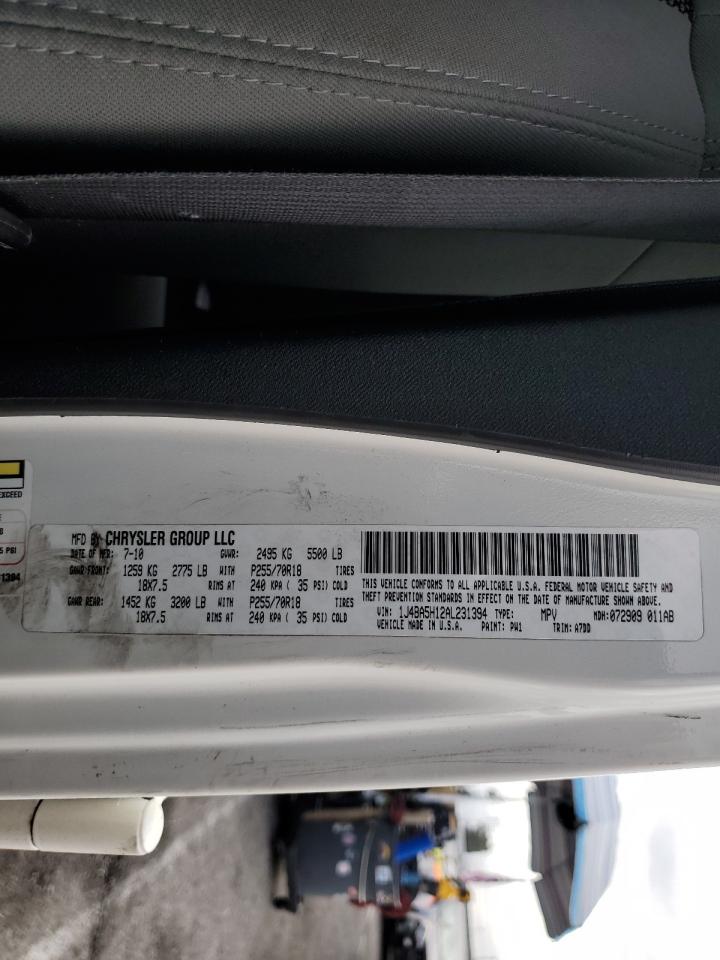 EXCEED
PSI
1394
MFD BY CHRYSLER GROUP LLC
DATE OF MFR: 7-10 GVWR: 2495 KG 5500 LB
GAWR FRONT: 1259 KG 2775 LB WITH P255/70R18 TIRES
18X7.5 RIMS AT 240 KPA ( 35 PSI) COLD
GAWR REAR: 1452 KG 3200 LB WITH P255/70R18 TIRES
18X7.5 RIMS AT 240 KPA ( 35 PSI) COLD
THIS VEHICLE CONFORMS TO ALL APPLICABLE U.S.A. FEDERAL MOTOR VEHICLE SAFETY AND
THEFT PREVENTION STANDARDS IN EFFECT ON THE DATE OF MANUFACTURE SHOWN ABOVE.
VIN: 1J4BA5H12AL231394 TYPE: MPV MDH:072909 011AB
VEHICLE MADE IN U.S.A. PAINT: PW1 TRIM: A7DD